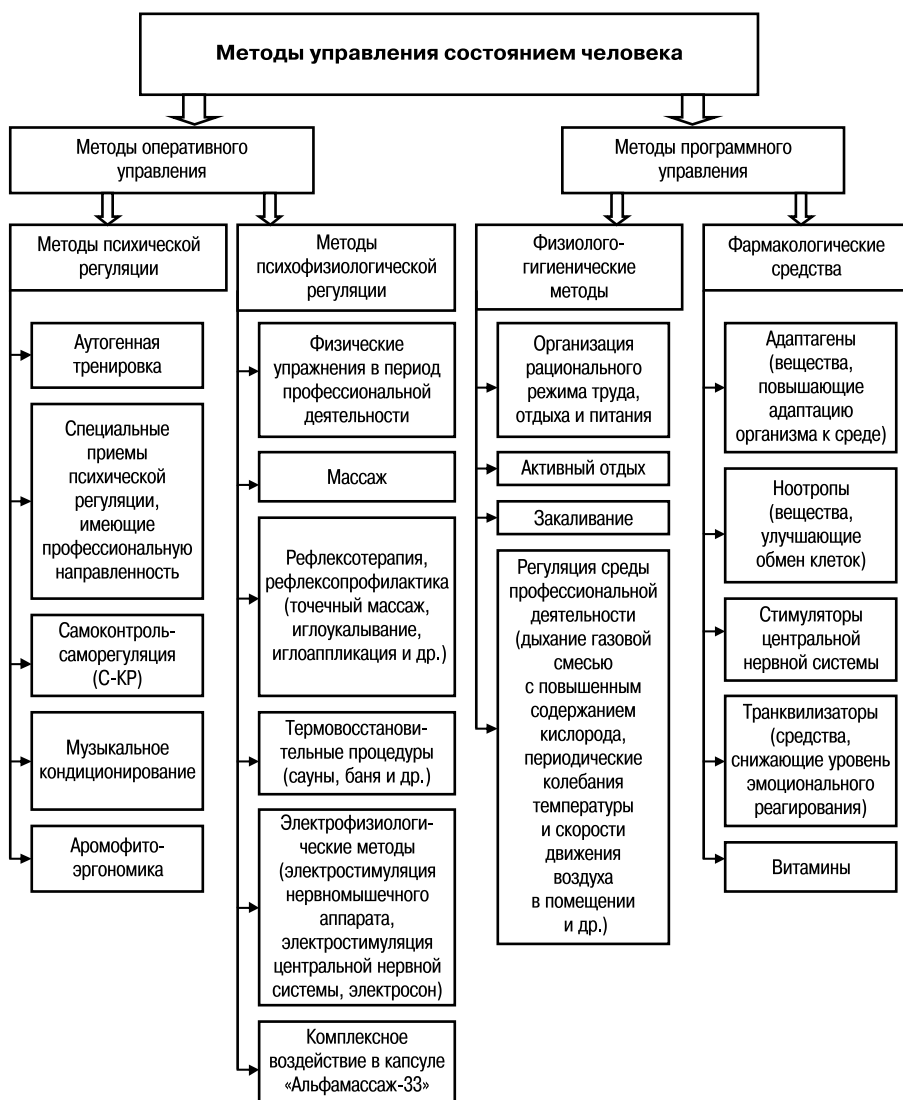 Методы управления состоянием человека
Методы оперативного
управления
Методы программного
управления
Методы психической
регуляции
Аутогенная
тренировка
Специальные
приемы
психической
регуляции,
имеющие
профессиональную
направленность
Самоконтроль-
саморегуляция
(С-КР)
Музыкальное
кондиционирование
Аромофито-
эргономика
Методы
психофизиологической
регуляции
Физические
упражнения в период
профессиональной
деятельности
Массаж
Рефлексотерапия,
рефлексопрофилактика
(точечный массаж,
иглоукалывание,
иглоаппликация и др.)
Термовосстанови-
тельные процедуры
(сауны, баня и др.)
Электрофизиологи-
ческие методы
(электростимуляция
нервномышечного
аппарата,
электростимуляция
центральной нервной
системы, электросон)
Комплексное
воздействие в капсуле
«Альфамассаж-33»
Физиолого-
гигиенические
методы
Организация
рационального
режима труда,
отдыха и питания
Активный отдых
Закаливание
Регуляция среды
профессиональной
деятельности
(дыхание газовой
смесью
с повышенным
содержанием
кислорода,
периодические
колебания
температуры
и скорости
движения
воздуха
в помещении
и др.)
Фармакологические
средства
Адаптагены
(вещества,
повышающие
адаптацию
организма к среде)
Ноотропы
(вещества,
улучшающие
обмен клеток)
Стимуляторы
центральной
нервной системы
Транквилизаторы
(средства,
снижающие уровень
эмоционального
реагирования)
Витамины